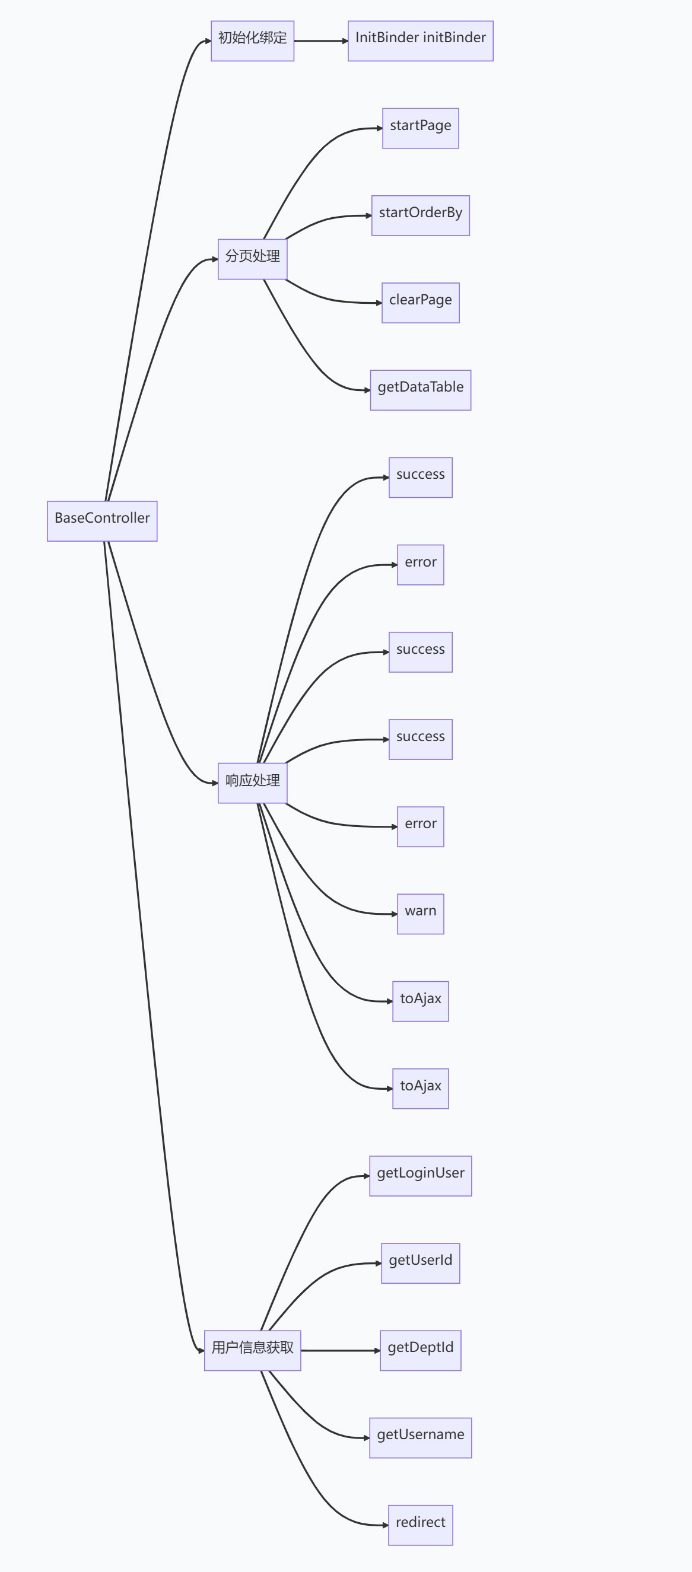 初始化绑定
InitBinder initBinder
startPage
startOrderBy
分页处理
clearPage
getDataTable
success
BaseController
error
success
success
响应处理
error
warn
toAjax
toAjax
getLoginUser
getUserId
用户信息获取
getDeptId
getUsername
redirect